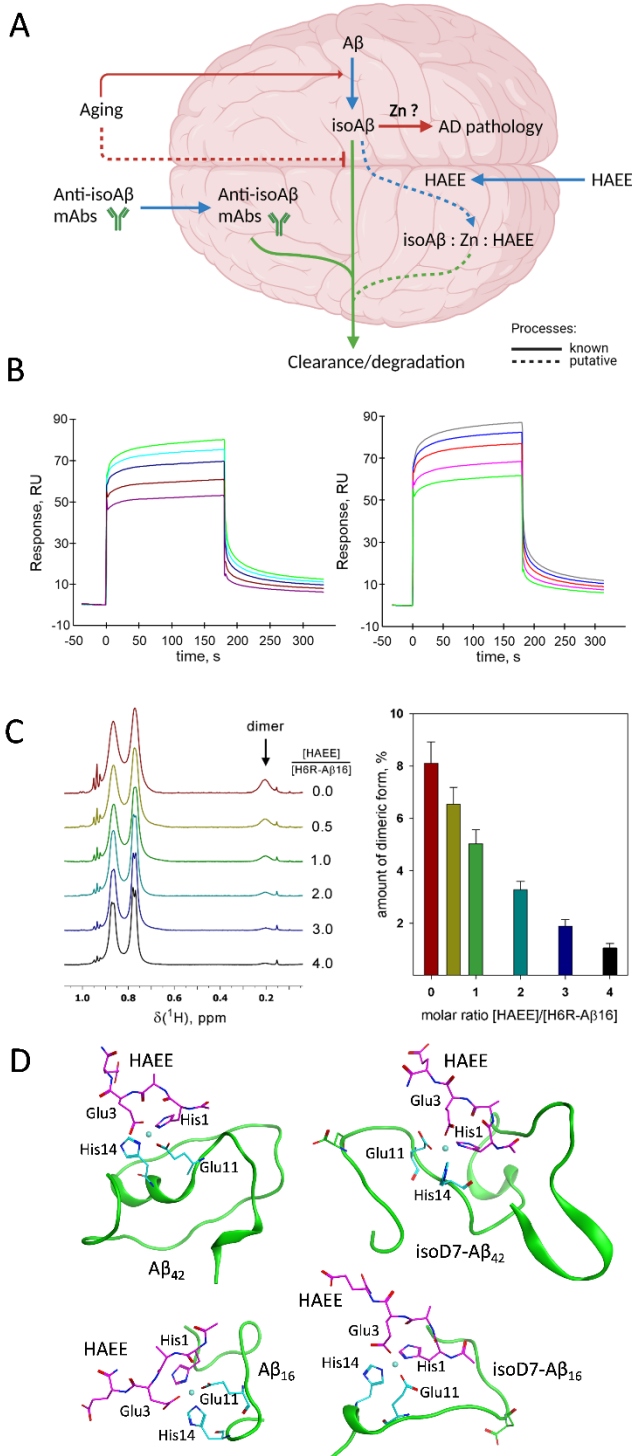 A
Aβ
Aging
Zn ?
isoAβ
AD pathology
HAEE
HAEE
Anti-isoAβ
mAbs
Anti-isoAβ
mAbs
isoAβ : Zn : HAEE
Processes:
known
putative
Clearance/degradation
B
90
70
50
30
10
-10
Response, RU
-50 0 50 100 150 200 250 300
time, s
90
70
50
30
10
-10
Response, RU
-50 0 50 100 150 200 250 300
time, s
C
dimer
[HAEE]
[H6R-Aβ16]
0.0
0.5
1.0
2.0
3.0
4.0
1.0 0.8 0.6 0.4 0.2
δ(¹H), ppm
10
8
6
4
2
amount of dimeric form, %
0 1 2 3 4
molar ratio [HAEE]/[H6R-Aβ16]
D
HAEE
Glu3
His1
His14
Glu11
Aβ₄₂
HAEE
Glu3
His1
Glu11
His14
isoD7-Aβ₄₂
HAEE
His1
Aβ₁₆
Glu3
Glu11
His14
HAEE
Glu3
His1
His14
Glu11
isoD7-Aβ₁₆